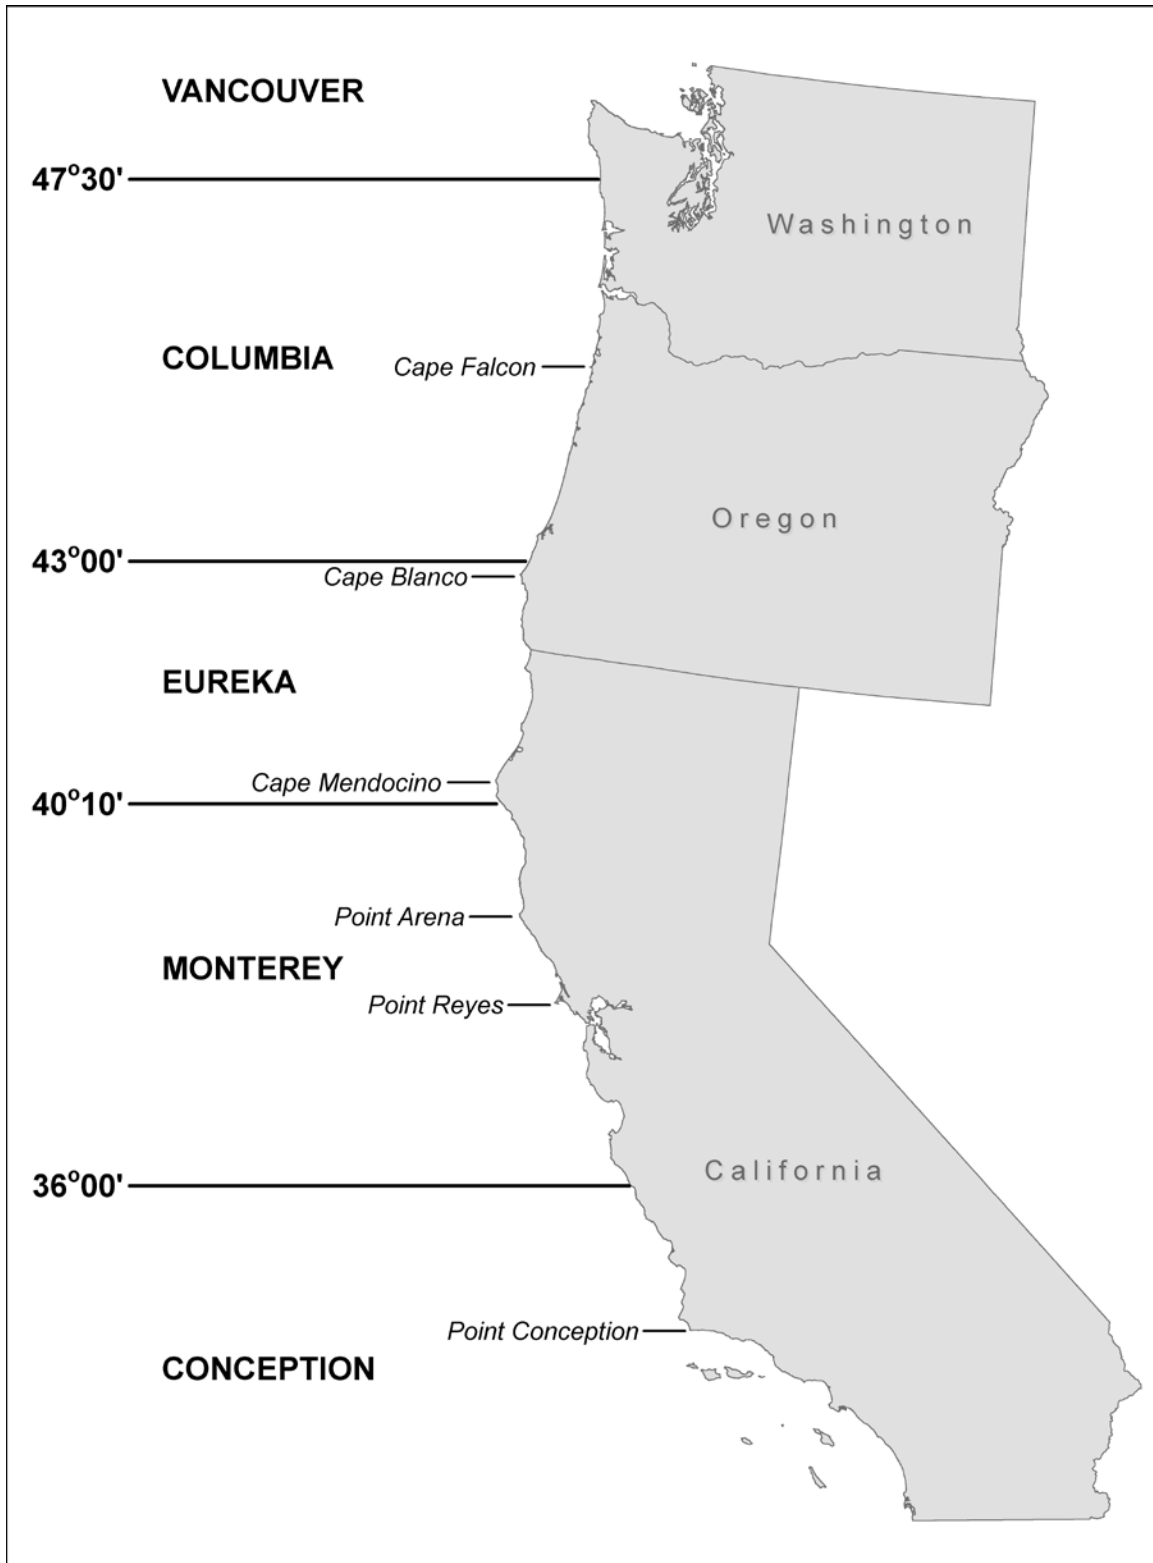 VANCOUVER
47°30'
Washington
COLUMBIA
Cape Falcon
Oregon
43°00'
Cape Blanco
EUREKA
Cape Mendocino
40°10'
Point Arena
MONTEREY
Point Reyes
California
36°00'
Point Conception
CONCEPTION